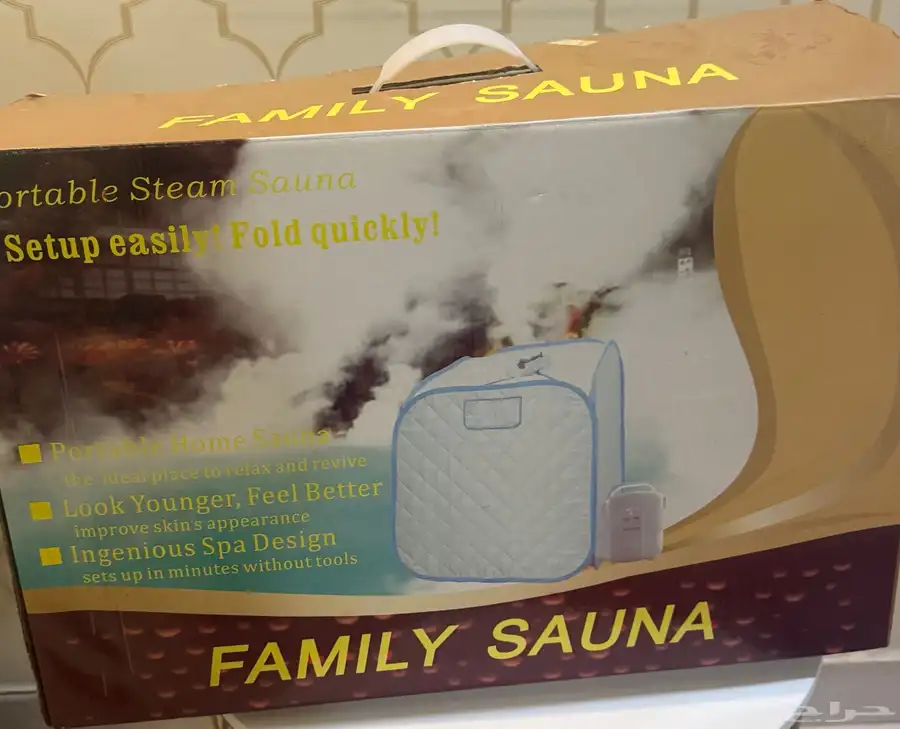 FAMILY SAUNA
ortable Steam Sauna
Setup easily! Fold quickly!
Portable Home Sauna
the ideal place to relax and revive
Look Younger, Feel Better
improve skin's appearance
Ingenious Spa Design
sets up in minutes without tools
FAMILY SAUNA
حراج